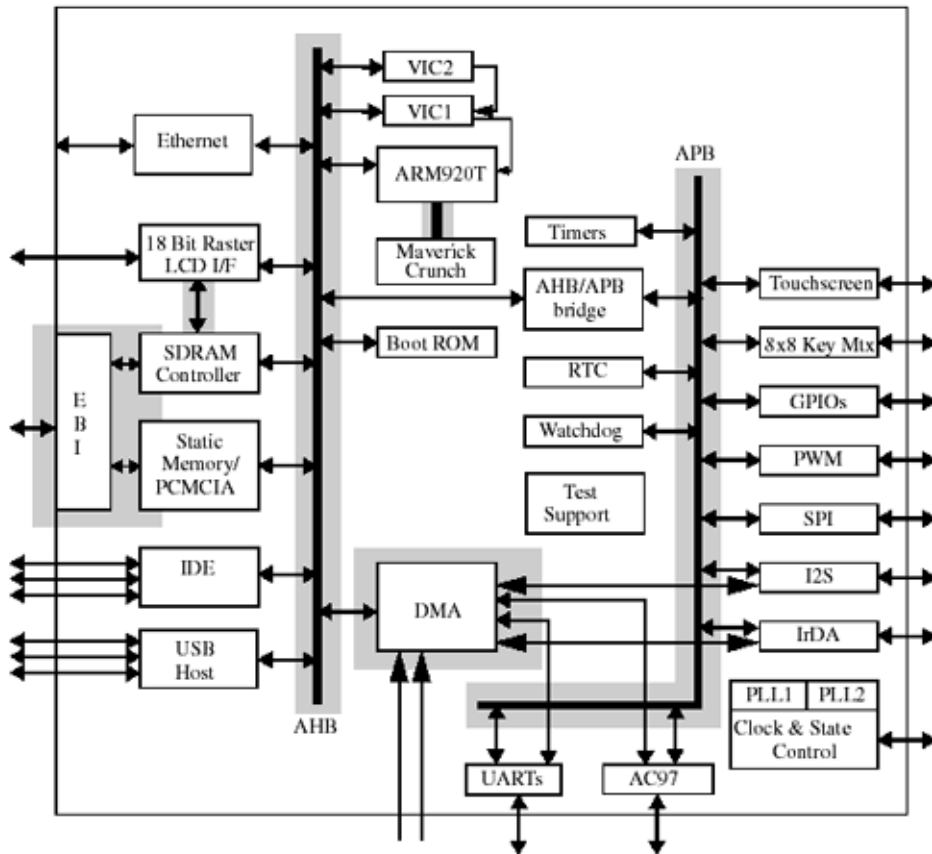 VIC2
VIC1
Ethernet
ARM920T
APB
18 Bit Raster
LCD I/F
Maverick
Crunch
Timers
AHB/APB
bridge
Touchscreen
SDRAM
Controller
Boot ROM
8x8 Key Mtx
E
B
I
RTC
GPIOs
Static
Memory/
PCMCIA
Watchdog
PWM
Test
Support
SPI
IDE
DMA
I2S
USB
Host
IrDA
AHB
PLL1
PLL2
Clock & State
Control
UARTs
AC97